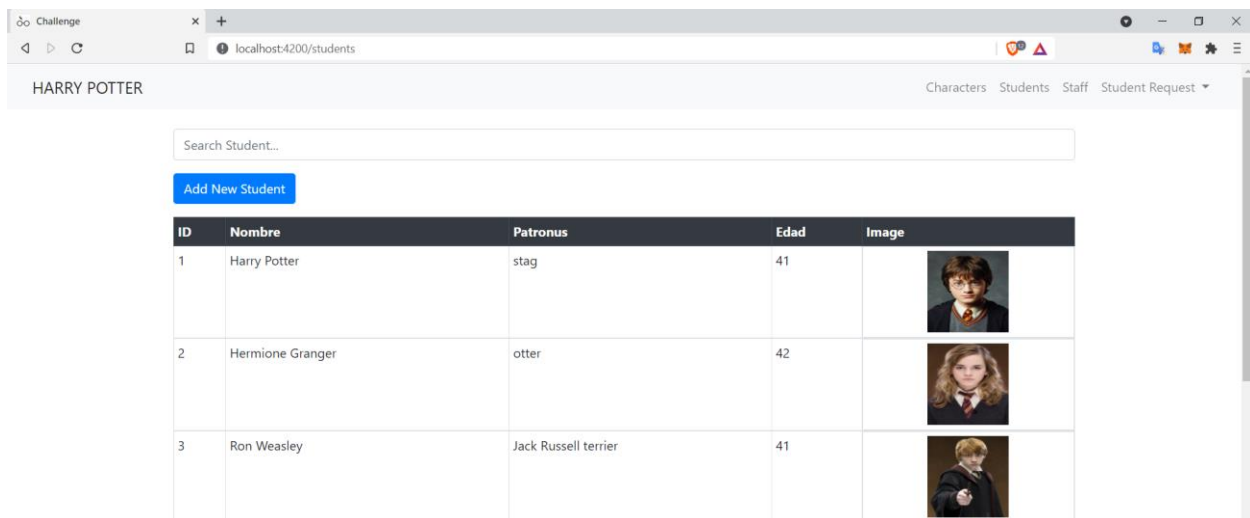 Challenge
localhost:4200/students
HARRY POTTER
Characters Students Staff Student Request
Search Student...
Add New Student
ID Nombre Patronus Edad Image
1 Harry Potter stag 41
2 Hermione Granger otter 42
3 Ron Weasley Jack Russell terrier 41